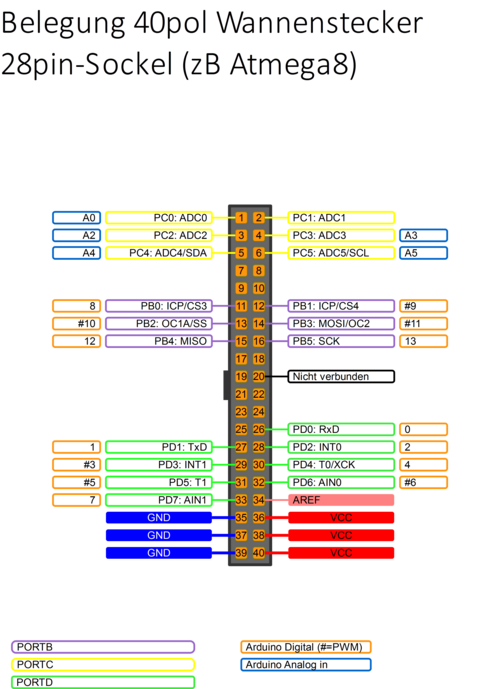 Belegung 40pol Wannenstecker
28pin-Sockel (zB Atmega8)
A0 PC0: ADC0 1 2 PC1: ADC1
A2 PC2: ADC2 3 4 PC3: ADC3 A3
A4 PC4: ADC4/SDA 5 6 PC5: ADC5/SCL A5
7 8
9 10
8 PB0: ICP/CS3 11 12 PB1: ICP/CS4 #9
#10 PB2: OC1A/SS 13 14 PB3: MOSI/OC2 #11
12 PB4: MISO 15 16 PB5: SCK 13
17 18
19 20 Nicht verbunden
21 22
23 24
25 26 PD0: RxD 0
1 PD1: TxD 27 28 PD2: INT0 2
#3 PD3: INT1 29 30 PD4: T0/XCK 4
#5 PD5: T1 31 32 PD6: AIN0 #6
7 PD7: AIN1 33 34 AREF
GND 35 36 VCC
GND 37 38 VCC
GND 39 40 VCC
PORTB Arduino Digital (#=PWM)
PORTC Arduino Analog in
PORTD